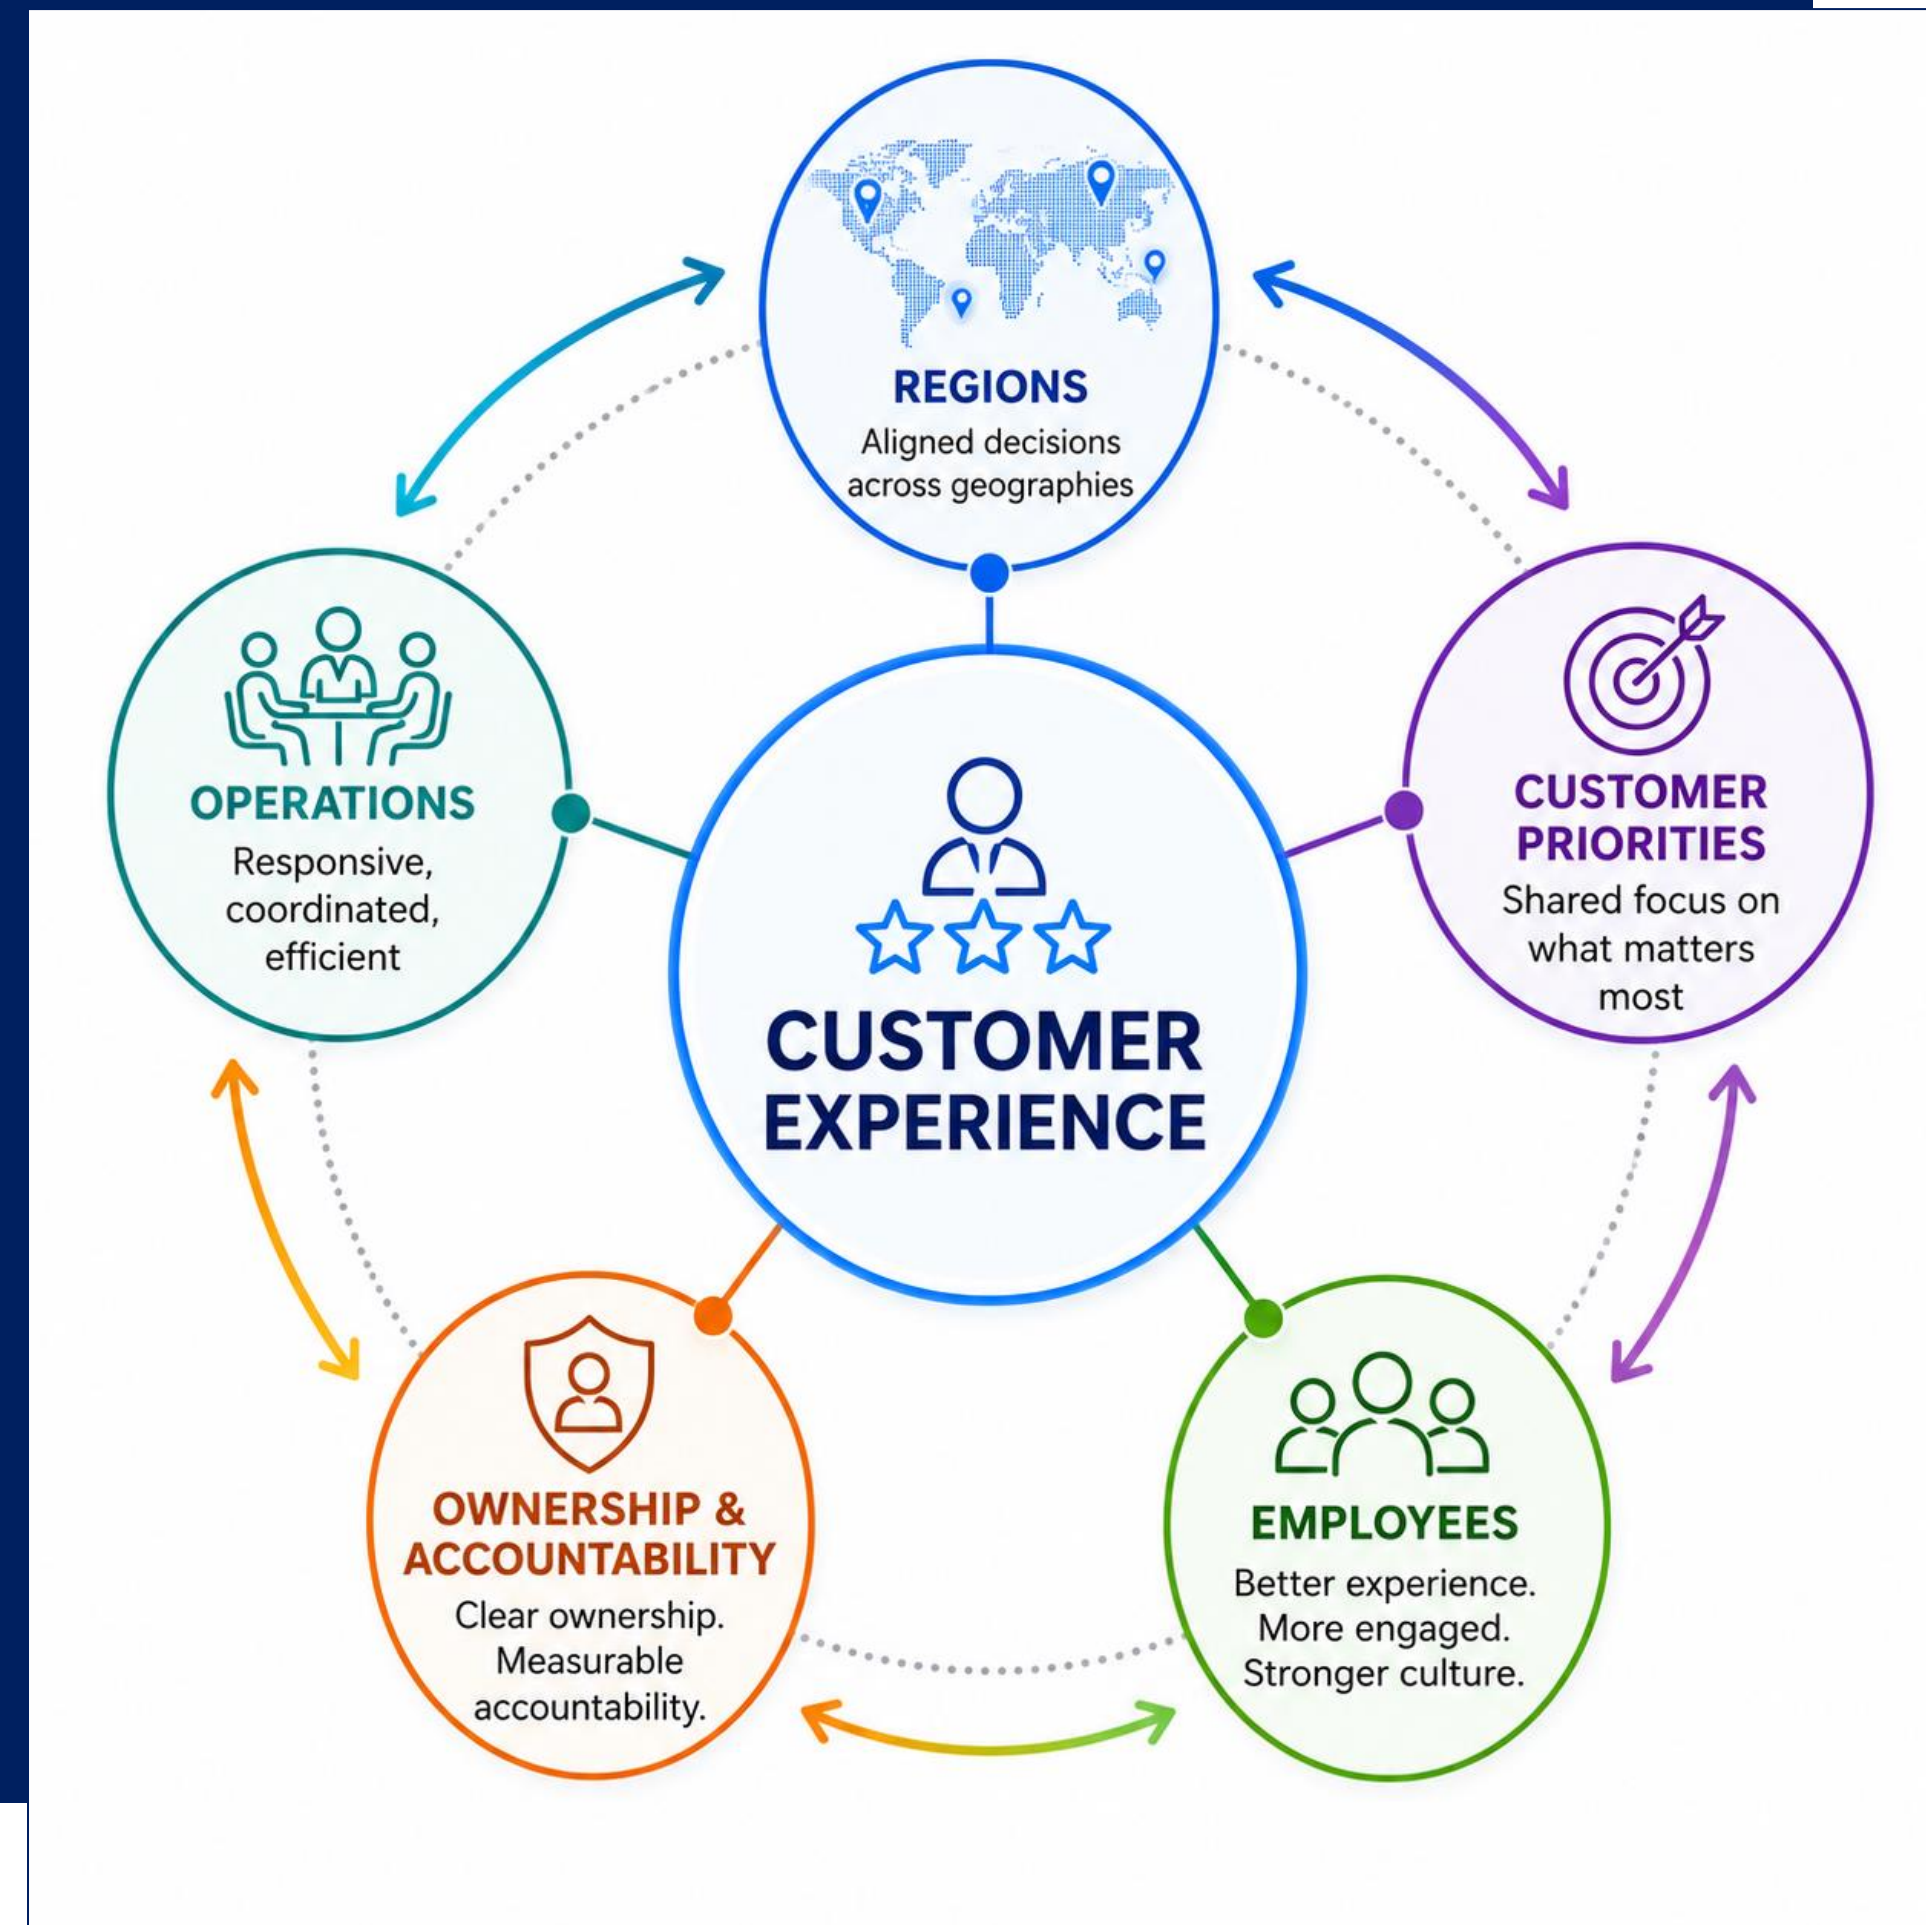 REGIONS
Aligned decisions
across geographies
OPERATIONS
Responsive,
coordinated,
efficient
CUSTOMER
PRIORITIES
Shared focus on
what matters
most
CUSTOMER
EXPERIENCE
OWNERSHIP &
ACCOUNTABILITY
Clear ownership.
Measurable
accountability.
EMPLOYEES
Better experience.
More engaged.
Stronger culture.